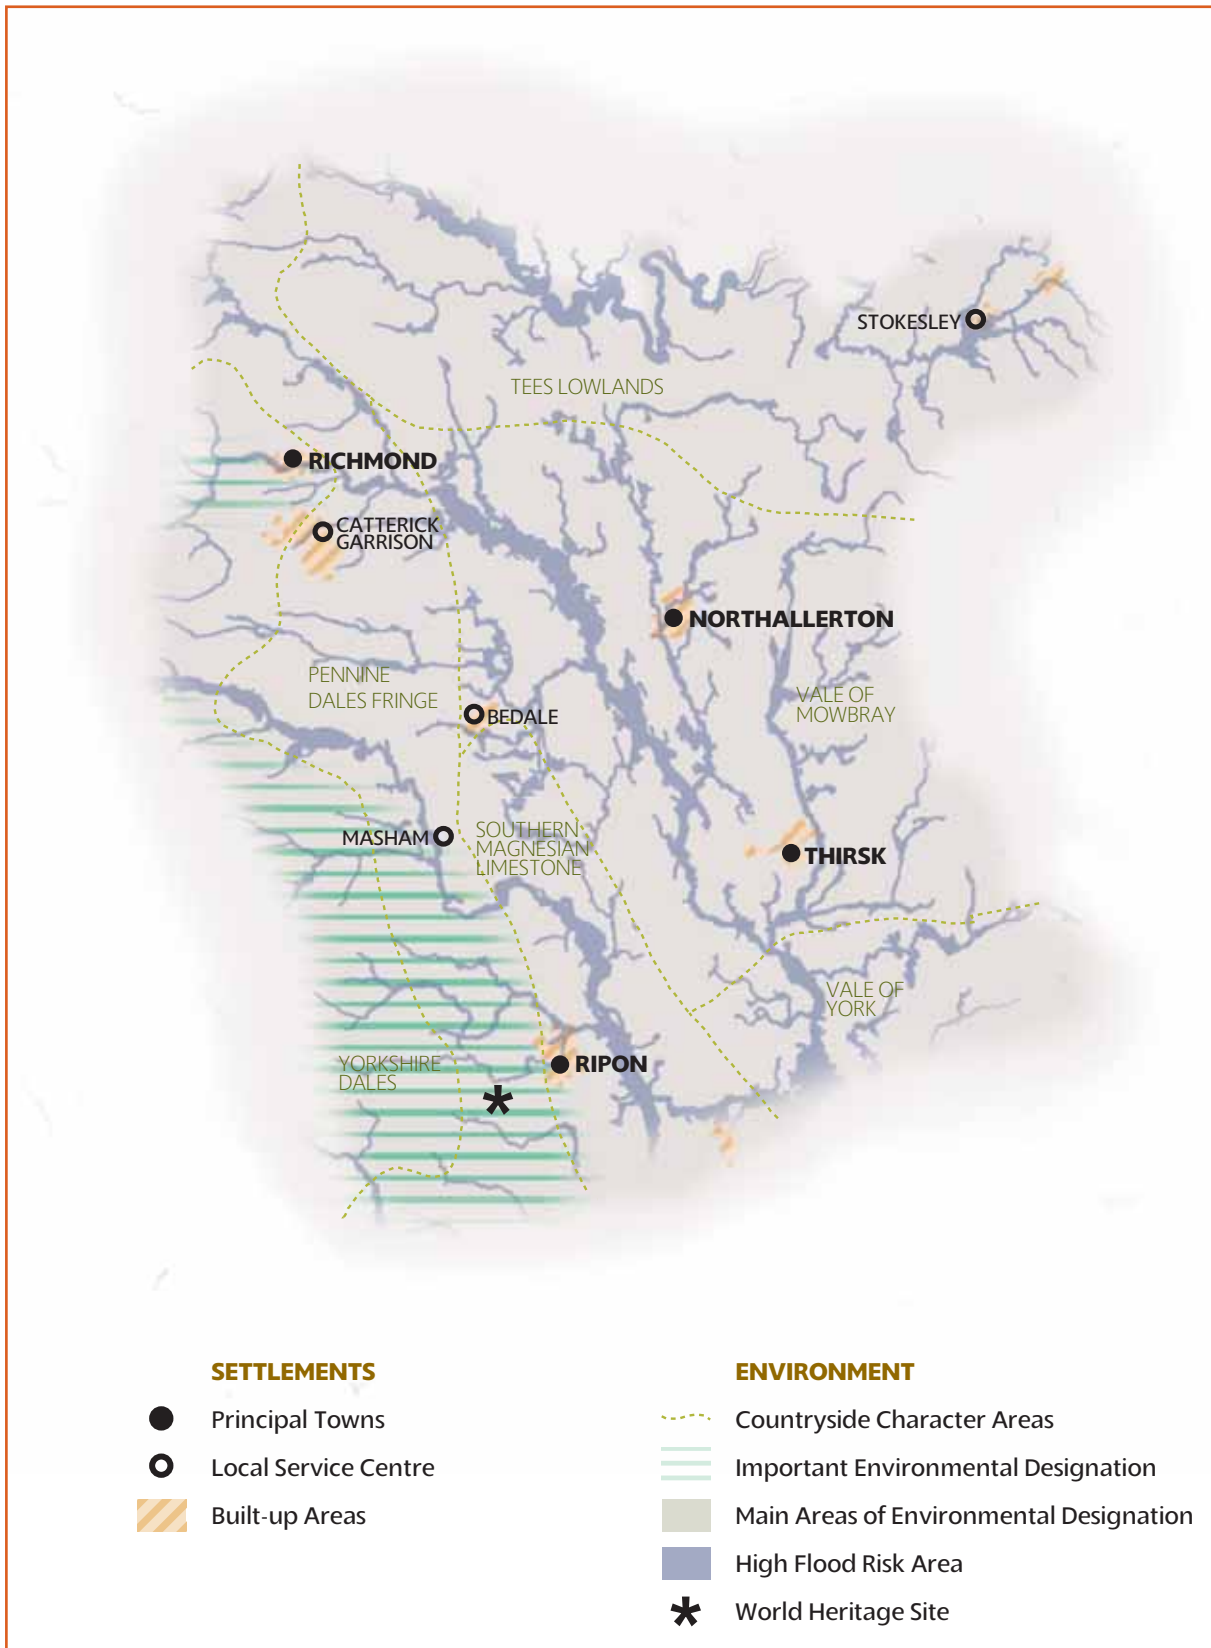 STOKESLEY
TEES LOWLANDS
RICHMOND
CATTERICK
GARRISON
NORTHALLERTON
PENNINE
DALES FRINGE
BEDALE
VALE OF
MOWBRAY
MASHAM
SOUTHERN
MAGNESIAN
LIMESTONE
THIRSK
VALE OF
YORK
YORKSHIRE
DALES
RIPON
SETTLEMENTS
Principal Towns
Local Service Centre
Built-up Areas
ENVIRONMENT
Countryside Character Areas
Important Environmental Designation
Main Areas of Environmental Designation
High Flood Risk Area
World Heritage Site